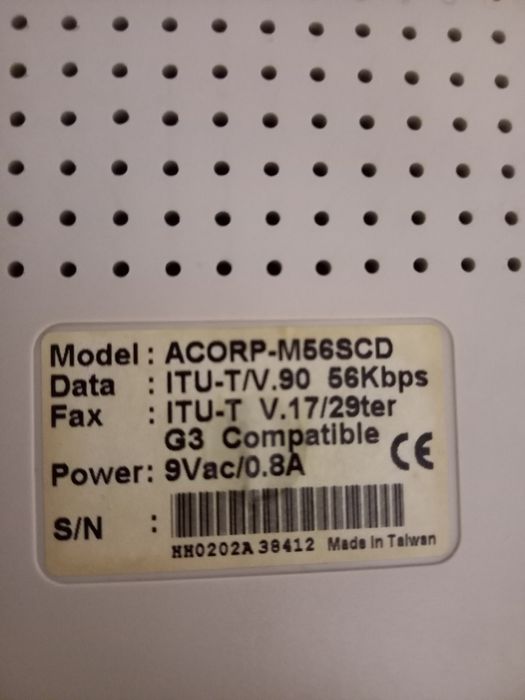 Model : ACORP-M56SCD
Data : ITU-T/V.90 56Kbps
Fax : ITU-T V.17/29ter
G3 Compatible
CE
Power: 9Vac/0.8A
S/N :
HH0202A 38412 Made in Taiwan